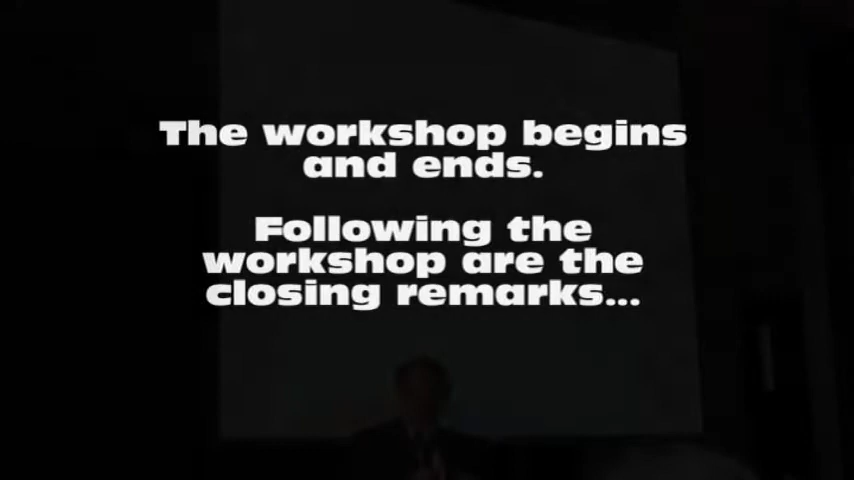 The workshop begins
and ends.
Following the
workshop are the
closing remarks...